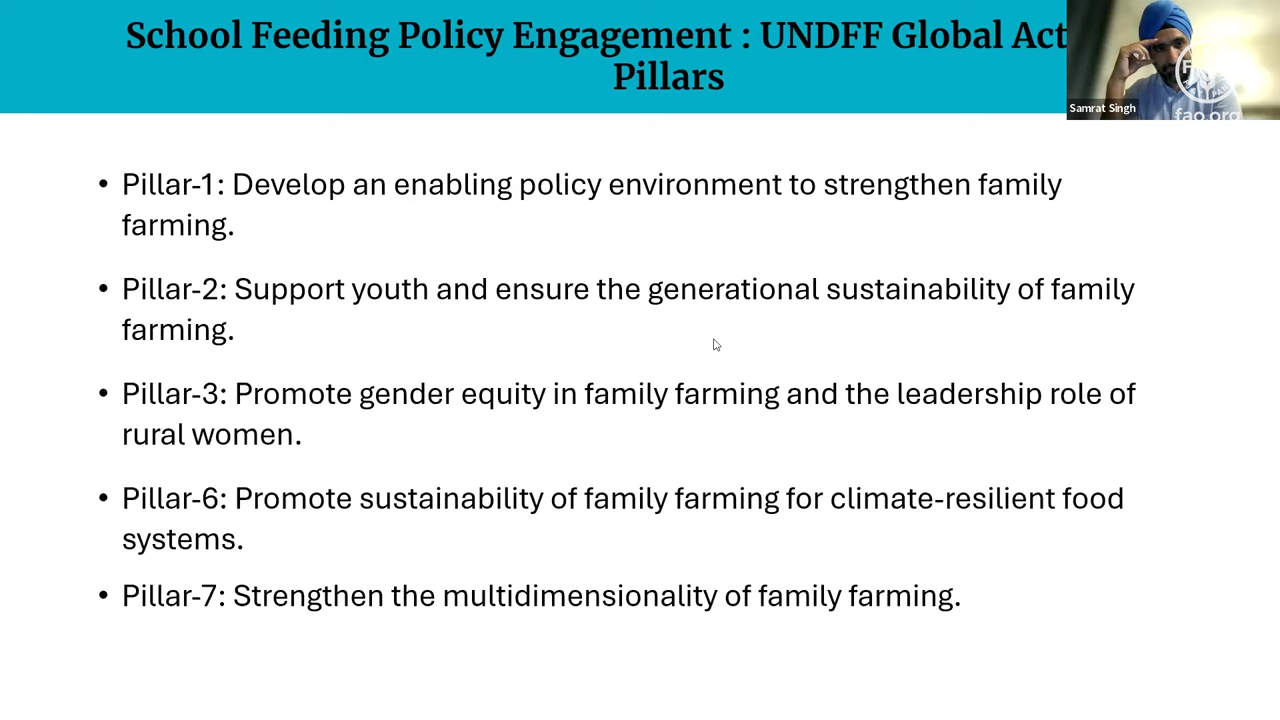 School Feeding Policy Engagement : UNDFF Global Act
Pillars
Samrat Singh
fao.org
• Pillar-1: Develop an enabling policy environment to strengthen family
farming.
• Pillar-2: Support youth and ensure the generational sustainability of family
farming.
• Pillar-3: Promote gender equity in family farming and the leadership role of
rural women.
• Pillar-6: Promote sustainability of family farming for climate-resilient food
systems.
• Pillar-7: Strengthen the multidimensionality of family farming.